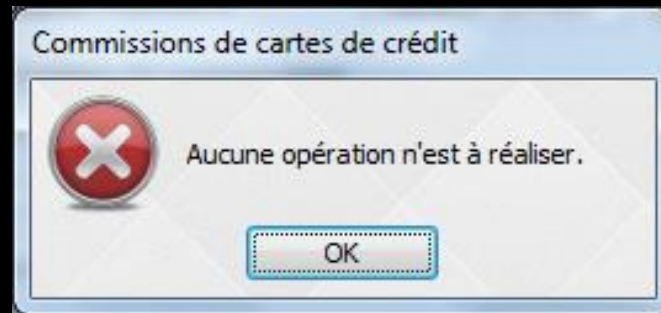 Commissions de cartes de crédit
Aucune opération n'est à réaliser.
OK